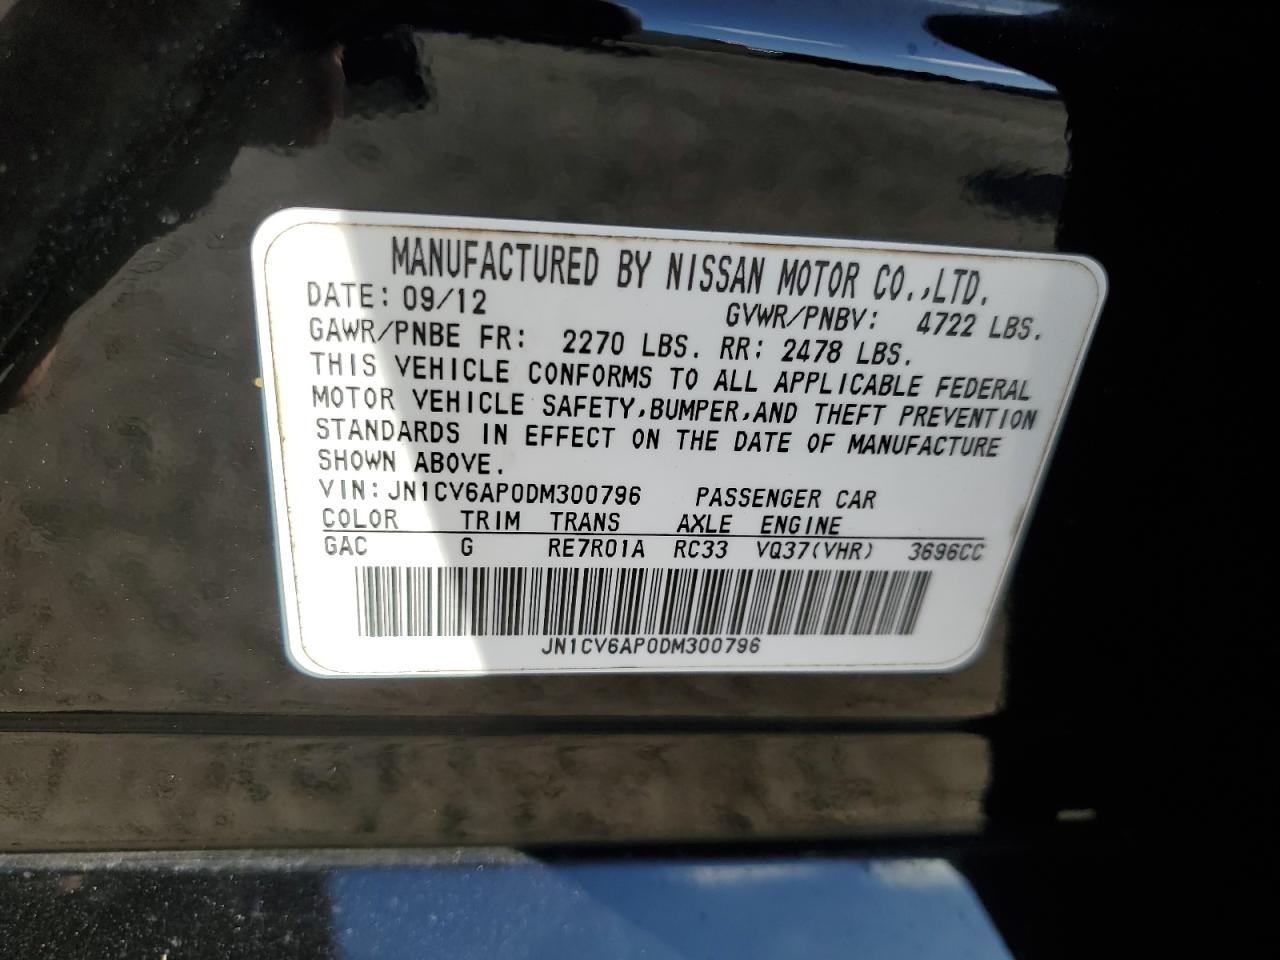 MANUFACTURED BY NISSAN MOTOR CO.,LTD.
DATE: 09/12 GVWR/PNBV: 4722 LBS.
GAWR/PNBE FR: 2270 LBS. RR: 2478 LBS.
THIS VEHICLE CONFORMS TO ALL APPLICABLE FEDERAL
MOTOR VEHICLE SAFETY,BUMPER,AND THEFT PREVENTION
STANDARDS IN EFFECT ON THE DATE OF MANUFACTURE
SHOWN ABOVE.
VIN: JN1CV6AP0DM300796 PASSENGER CAR
COLOR TRIM TRANS AXLE ENGINE
GAC G RE7R01A RC33 VQ37(VHR) 3696CC
JN1CV6AP0DM300796